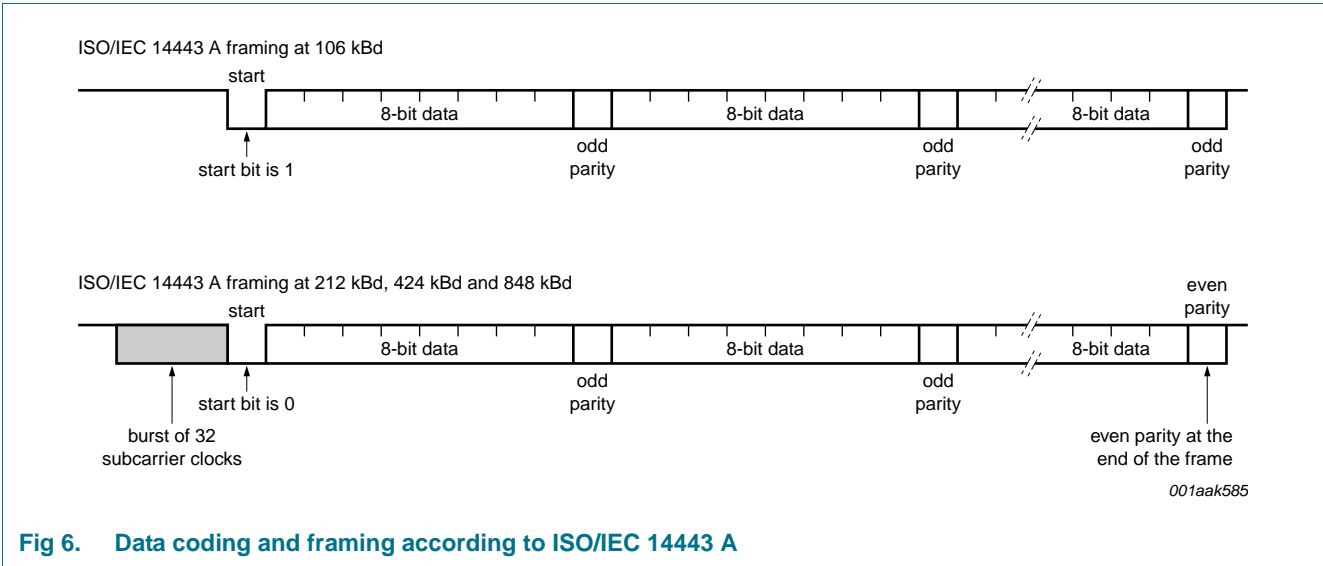 ISO/IEC 14443 A framing at 106 kBd
start
8-bit data
8-bit data
8-bit data
start bit is 1
odd
parity
odd
parity
odd
parity
ISO/IEC 14443 A framing at 212 kBd, 424 kBd and 848 kBd
even
parity
start
8-bit data
8-bit data
8-bit data
start bit is 0
odd
parity
odd
parity
burst of 32
subcarrier clocks
even parity at the
end of the frame
001aak585
Fig 6. Data coding and framing according to ISO/IEC 14443 A